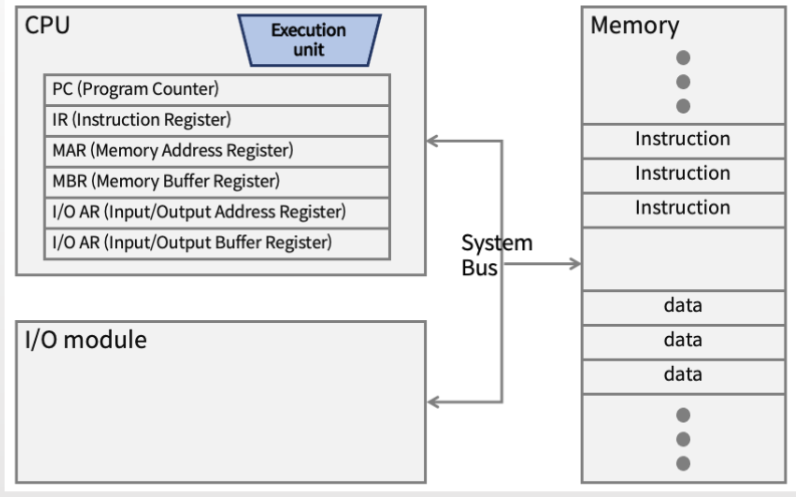 CPU
Execution
unit
PC (Program Counter)
IR (Instruction Register)
MAR (Memory Address Register)
MBR (Memory Buffer Register)
I/O AR (Input/Output Address Register)
I/O AR (Input/Output Buffer Register)
I/O module
System
Bus
Memory
Instruction
Instruction
Instruction
data
data
data